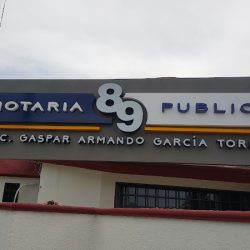 NOTARIA 89 PUBLIC
C. GASPAR ARMANDO GARCÍA TOR